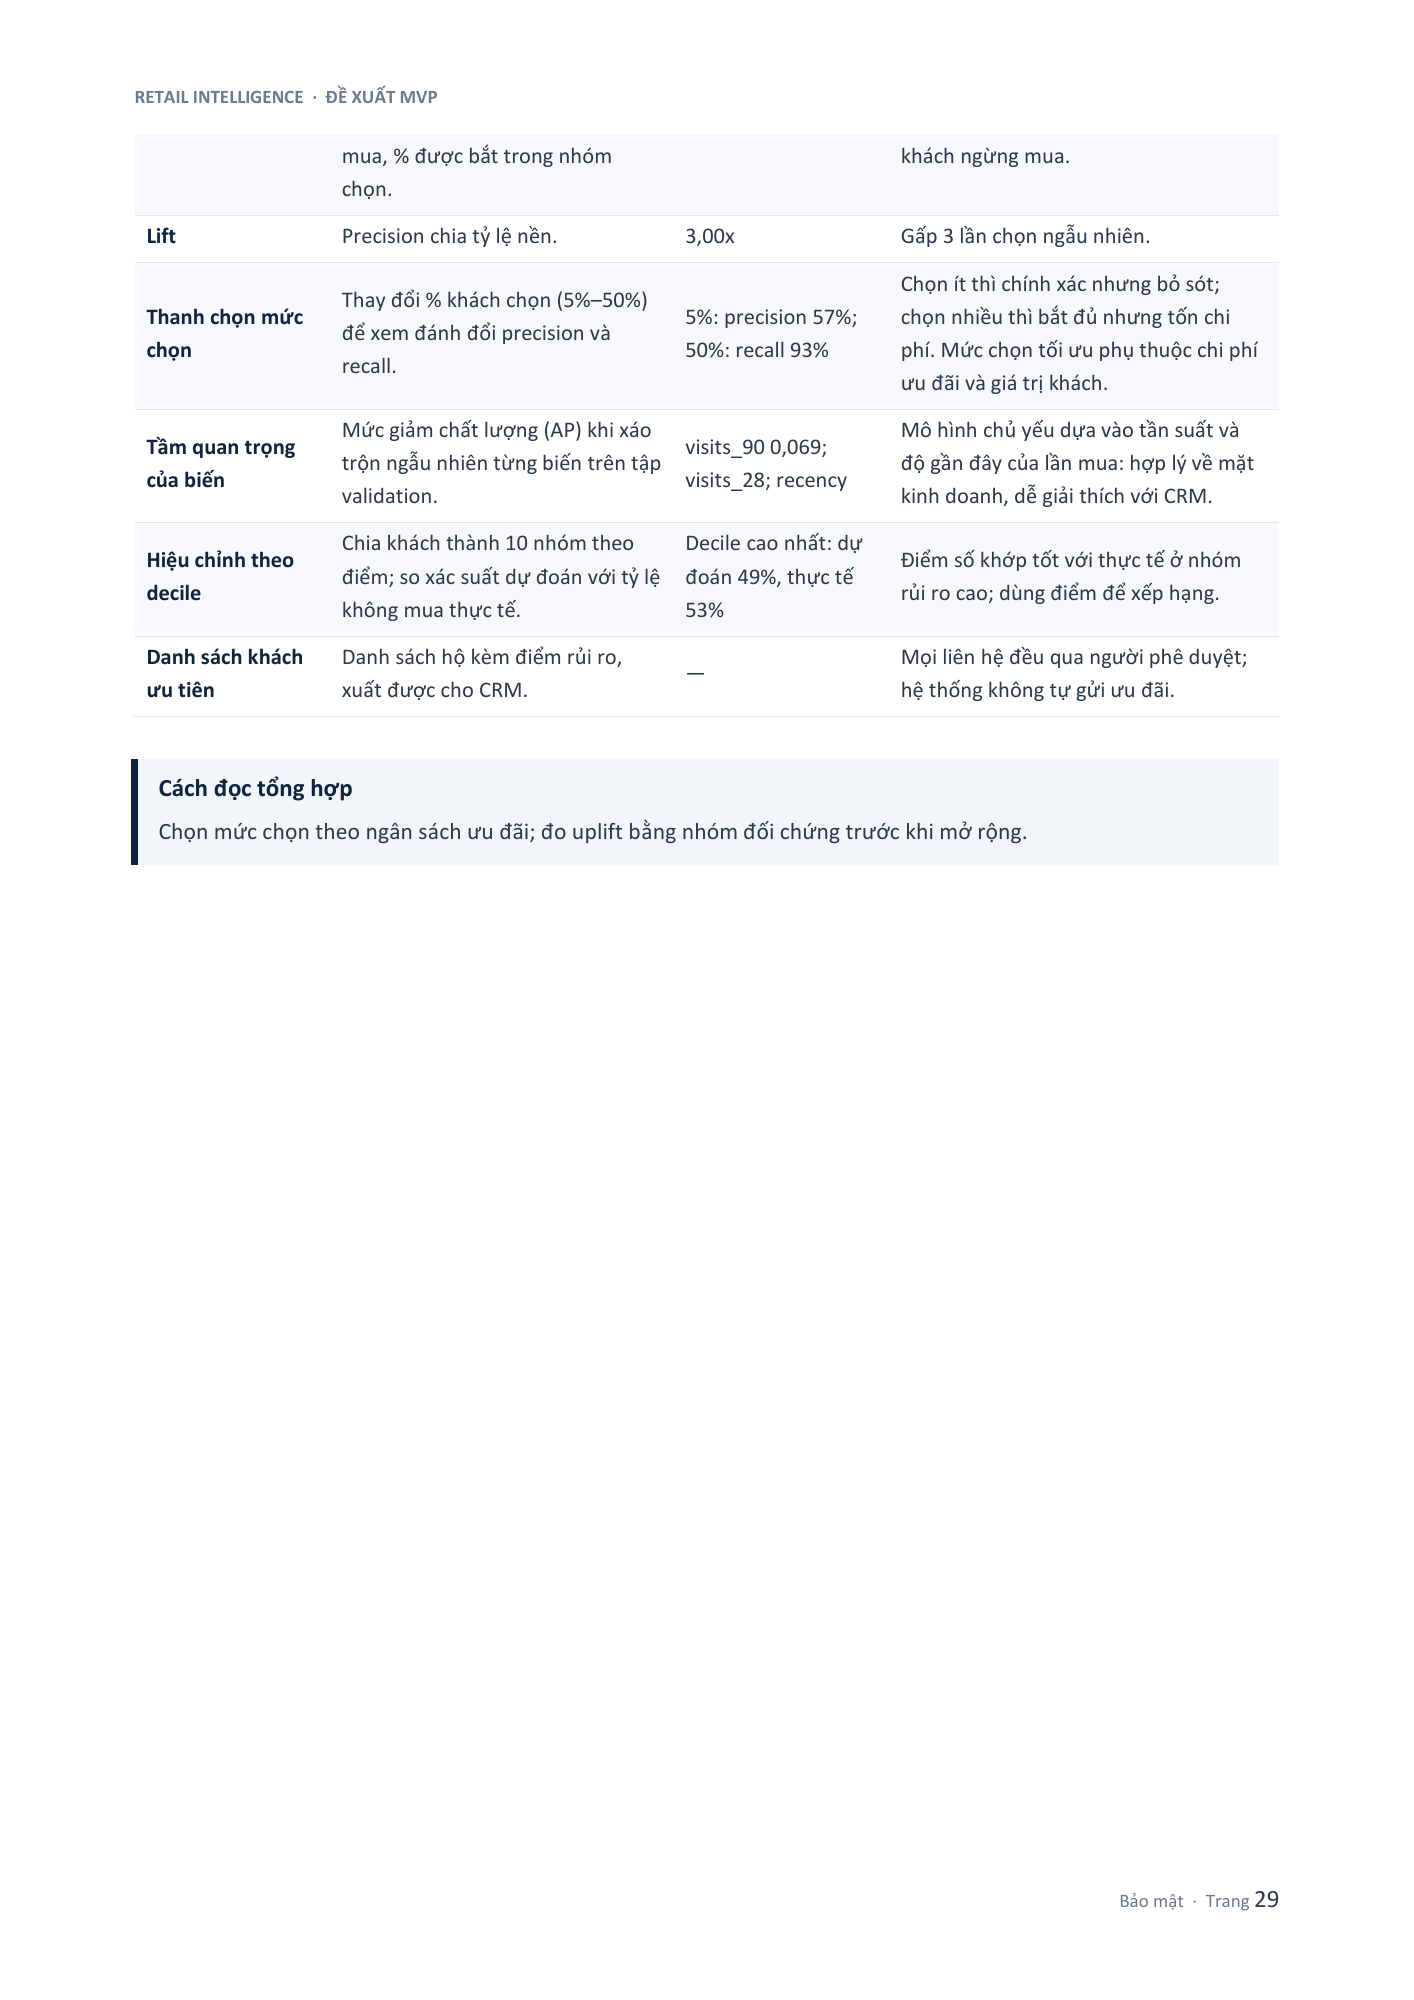 RETAIL INTELLIGENCE · ĐỀ XUẤT MVP
mua, % được bắt trong nhóm
chọn.
khách ngừng mua.
Lift
Precision chia tỷ lệ nền.
3,00x
Gấp 3 lần chọn ngẫu nhiên.
Thanh chọn mức
chọn
Thay đổi % khách chọn (5%–50%)
để xem đánh đổi precision và
recall.
5%: precision 57%;
50%: recall 93%
Chọn ít thì chính xác nhưng bỏ sót;
chọn nhiều thì bắt đủ nhưng tốn chi
phí. Mức chọn tối ưu phụ thuộc chi phí
ưu đãi và giá trị khách.
Tầm quan trọng
của biến
Mức giảm chất lượng (AP) khi xáo
trộn ngẫu nhiên từng biến trên tập
validation.
visits_90 0,069;
visits_28; recency
Mô hình chủ yếu dựa vào tần suất và
độ gần đây của lần mua: hợp lý về mặt
kinh doanh, dễ giải thích với CRM.
Hiệu chỉnh theo
decile
Chia khách thành 10 nhóm theo
điểm; so xác suất dự đoán với tỷ lệ
không mua thực tế.
Decile cao nhất: dự
đoán 49%, thực tế
53%
Điểm số khớp tốt với thực tế ở nhóm
rủi ro cao; dùng điểm để xếp hạng.
Danh sách khách
ưu tiên
Danh sách hộ kèm điểm rủi ro,
xuất được cho CRM.
—
Mọi liên hệ đều qua người phê duyệt;
hệ thống không tự gửi ưu đãi.
Cách đọc tổng hợp
Chọn mức chọn theo ngân sách ưu đãi; đo uplift bằng nhóm đối chứng trước khi mở rộng.
Bảo mật · Trang 29